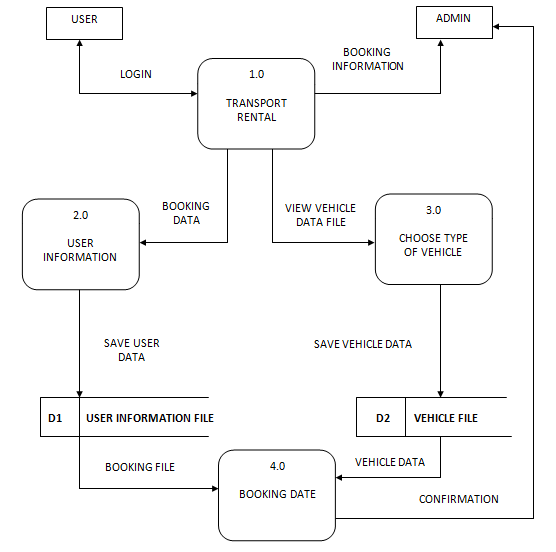 USER
ADMIN
LOGIN
BOOKING
INFORMATION
1.0
TRANSPORT
RENTAL
BOOKING
DATA
VIEW VEHICLE
DATA FILE
2.0
USER
INFORMATION
3.0
CHOOSE TYPE
OF VEHICLE
SAVE USER
DATA
SAVE VEHICLE DATA
D1 USER INFORMATION FILE
D2 VEHICLE FILE
BOOKING FILE
4.0
BOOKING DATE
VEHICLE DATA
CONFIRMATION